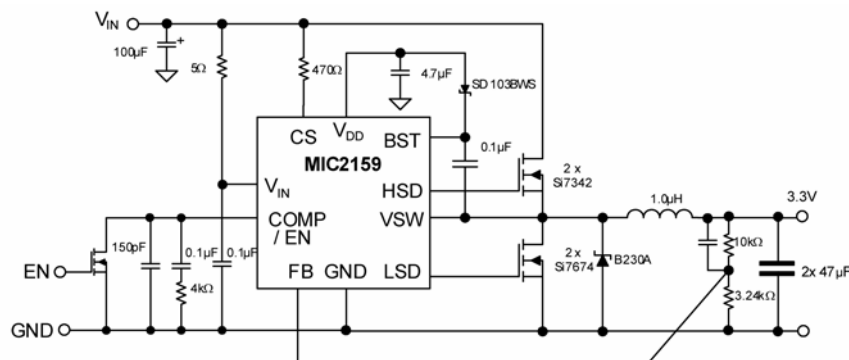 VIN
100µF
+
5Ω
470Ω
4.7µF
SD103BWS
CS
VDD
BST
MIC2159
0.1µF
2 x
Si7342
HSD
VIN
1.0µH
3.3V
COMP
/ EN
VSW
150pF
0.1µF
0.1µF
10kΩ
EN
4kΩ
FB
GND
LSD
2 x
Si7674
B230A
2x 47µF
3.24kΩ
GND